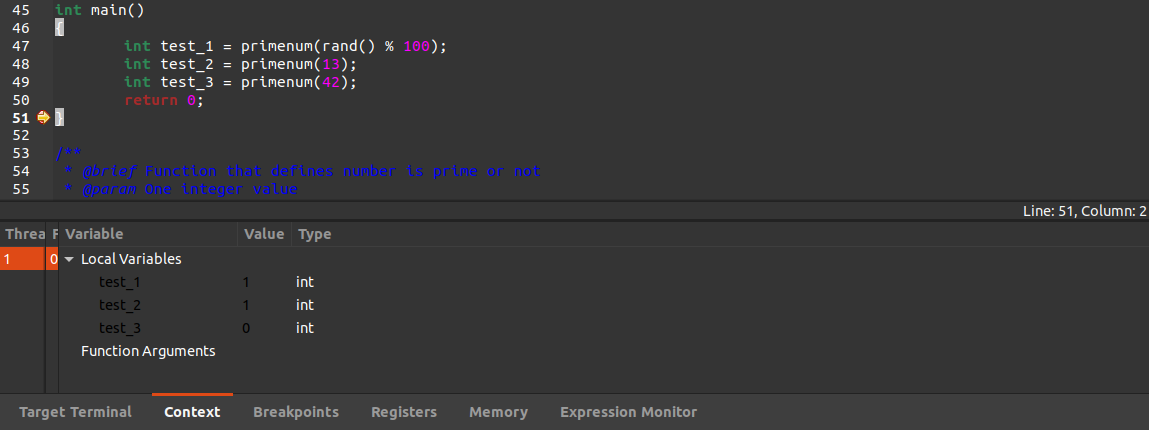 45 int main()
46 {
47 int test_1 = primenum(rand() % 100);
48 int test_2 = primenum(13);
49 int test_3 = primenum(42);
50 return 0;
51 }
52
53 /**
54 * @brief Function that defines number is prime or not
55 * @param One integer value
Line: 51, Column: 2
Threa F Variable Value Type
1 0 Local Variables
test_1 1 int
test_2 1 int
test_3 0 int
Function Arguments
Target Terminal Context Breakpoints Registers Memory Expression Monitor